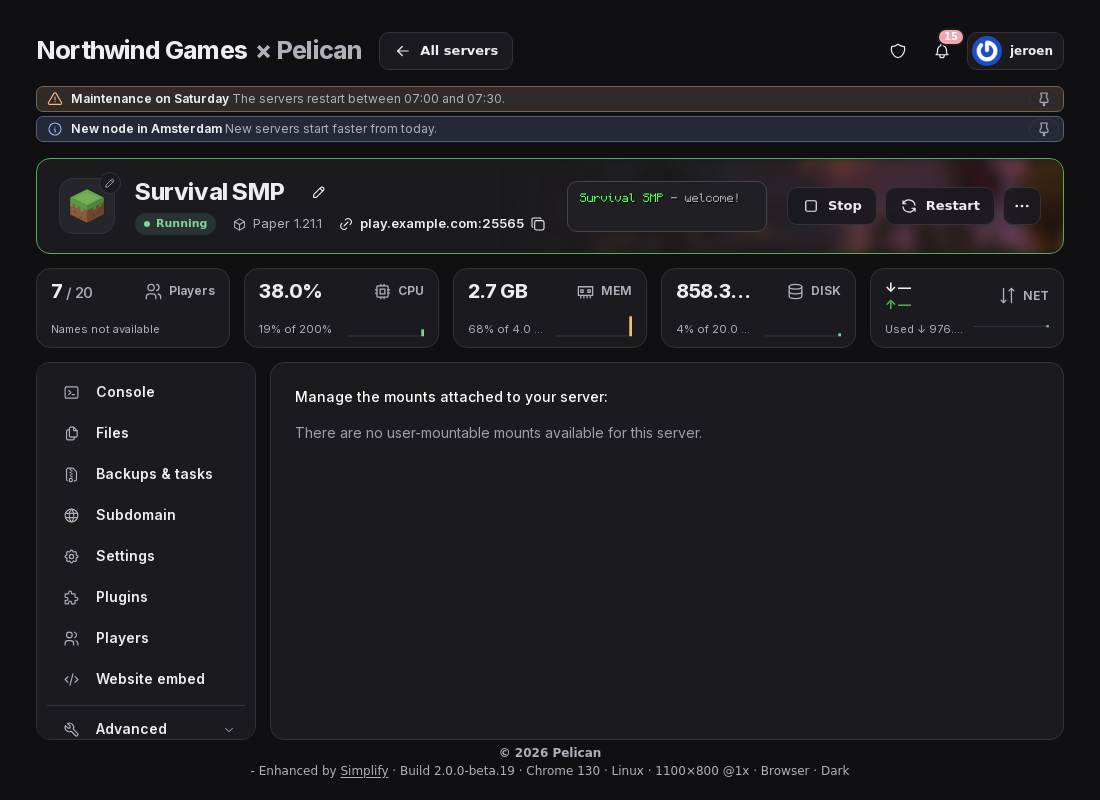 Northwind Games × Pelican
All servers
15
jeroen
Maintenance on Saturday The servers restart between 07:00 and 07:30.
New node in Amsterdam New servers start faster from today.
Survival SMP
Running
Paper 1.21.1
play.example.com:25565
Survival SMP — welcome!
Stop
Restart
7 / 20
Players
Names not available
38.0%
CPU
19% of 200%
2.7 GB
MEM
68% of 4.0 ...
858.3...
DISK
4% of 20.0 ...
↓—
↑—
NET
Used ↓ 976....
Console
Files
Backups & tasks
Subdomain
Settings
Plugins
Players
Website embed
Advanced
Manage the mounts attached to your server:
There are no user-mountable mounts available for this server.
© 2026 Pelican
- Enhanced by Simplify · Build 2.0.0-beta.19 · Chrome 130 · Linux · 1100×800 @1x · Browser · Dark